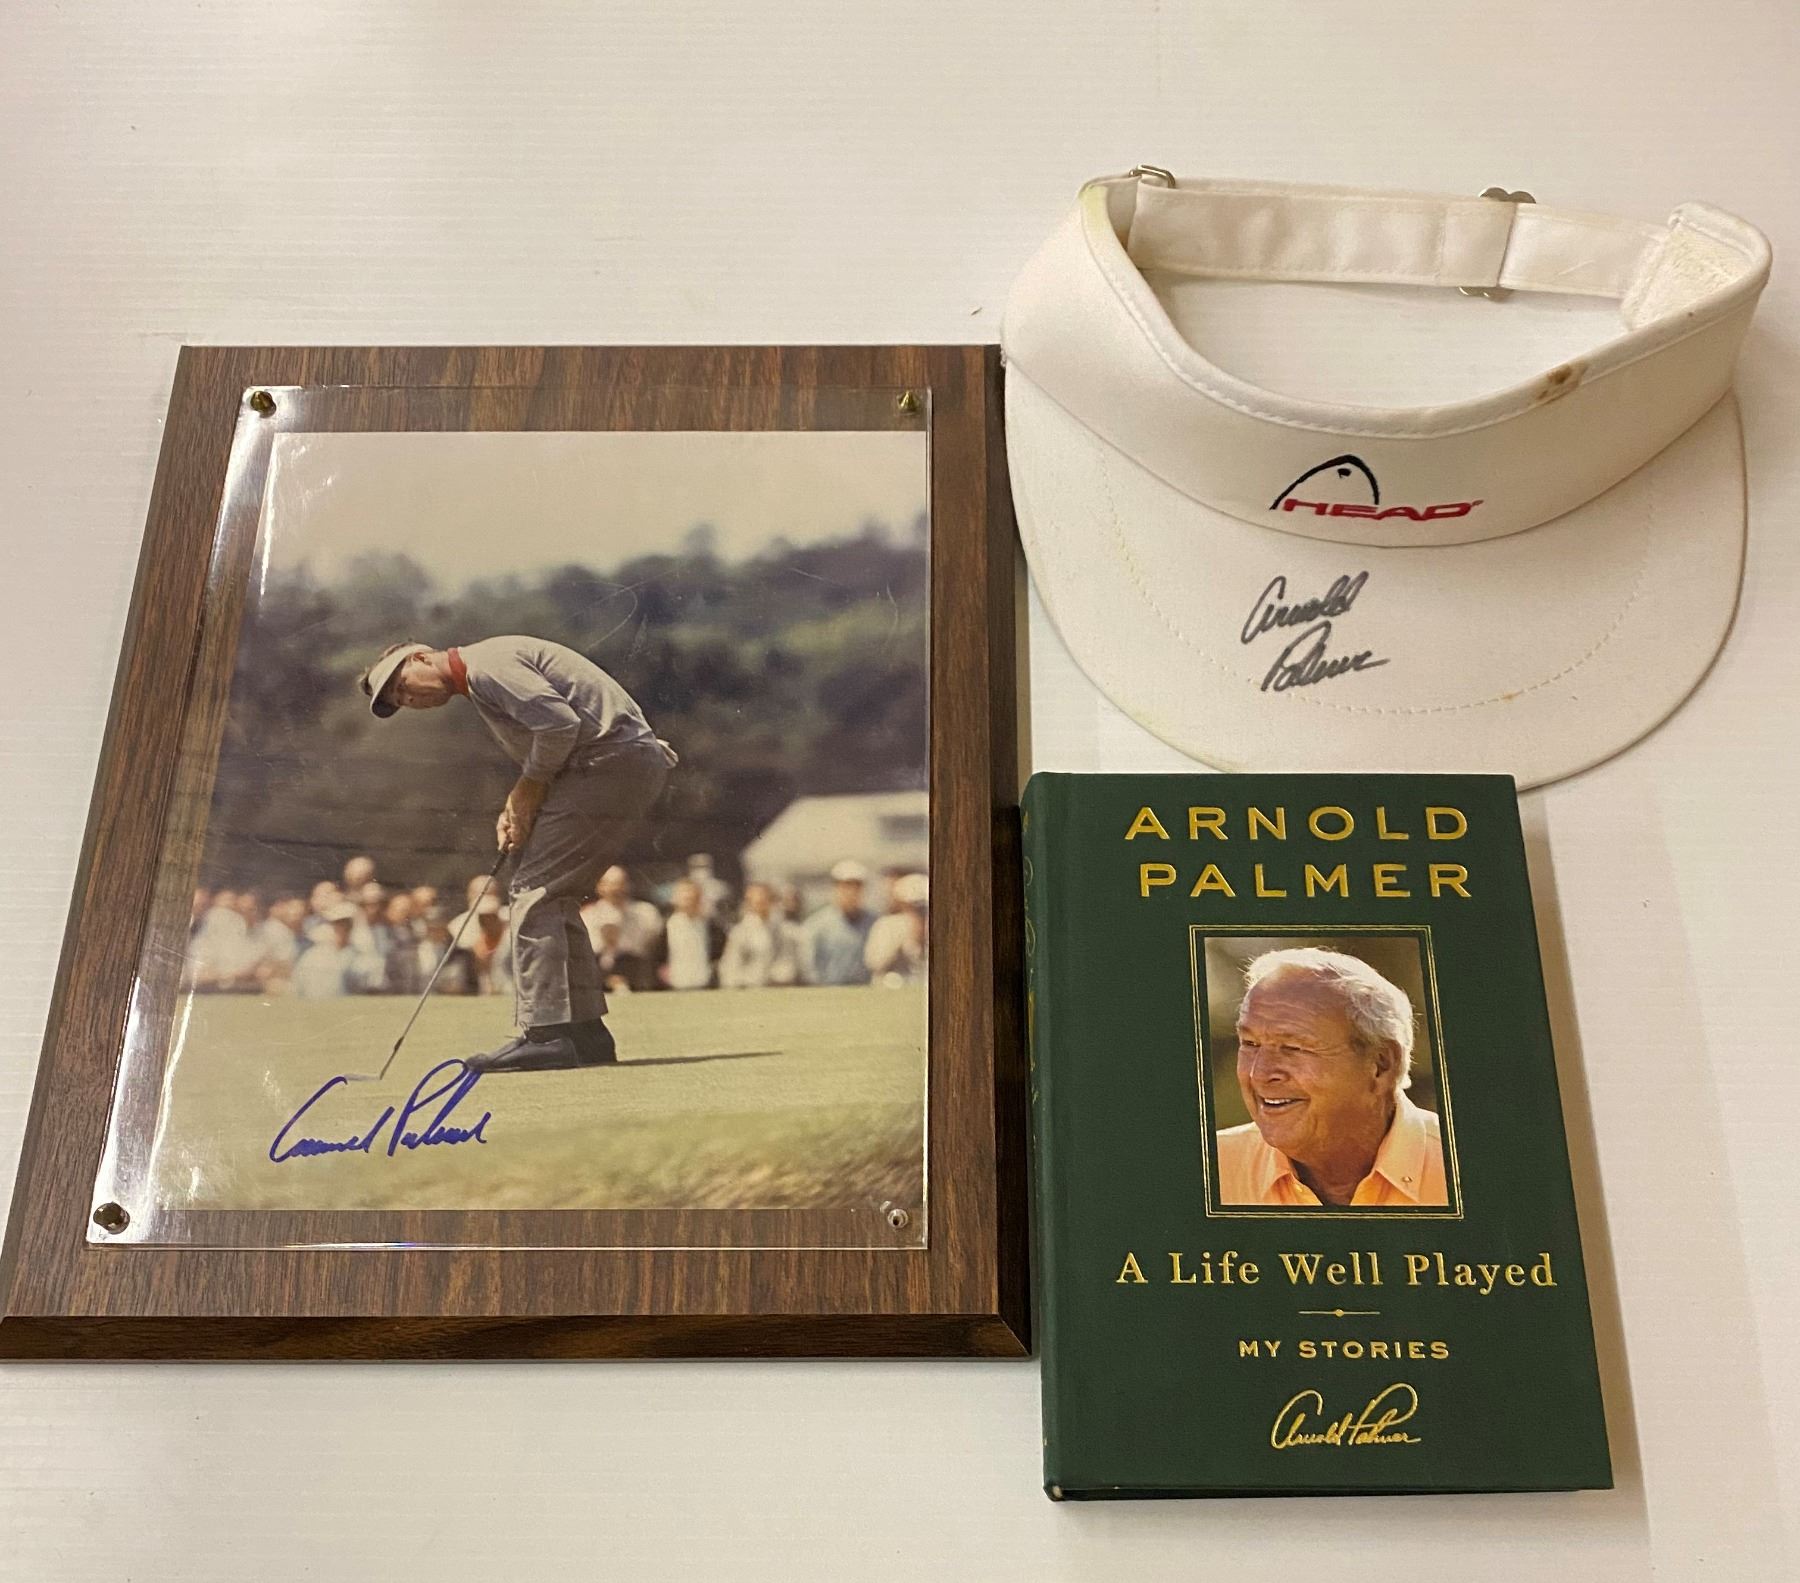 HEAD
Arnold
Palmer
Arnold Palmer
ARNOLD
PALMER
A Life Well Played
MY STORIES
Arnold Palmer